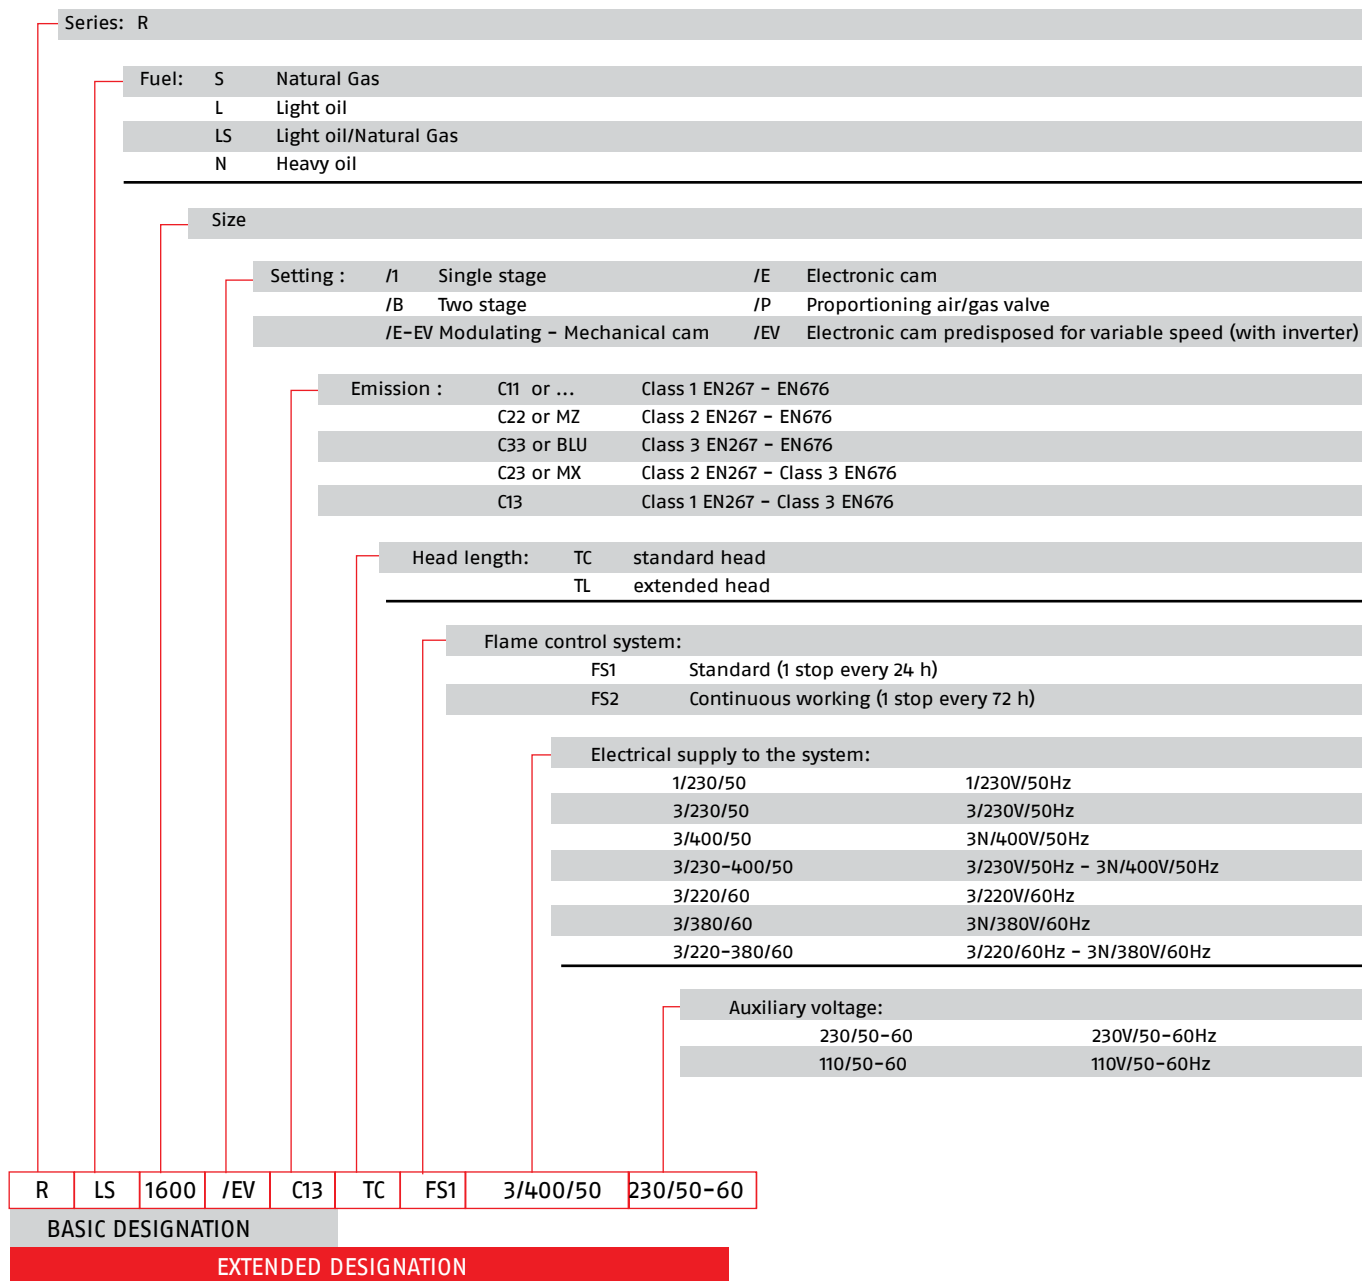 Series: R
Fuel: S Natural Gas
L Light oil
LS Light oil/Natural Gas
N Heavy oil
Size
Setting : /1 Single stage /E Electronic cam
/B Two stage /P Proportioning air/gas valve
/E-EV Modulating - Mechanical cam /EV Electronic cam predisposed for variable speed (with inverter)
Emission : C11 or ... Class 1 EN267 - EN676
C22 or MZ Class 2 EN267 - EN676
C33 or BLU Class 3 EN267 - EN676
C23 or MX Class 2 EN267 - Class 3 EN676
C13 Class 1 EN267 - Class 3 EN676
Head length: TC standard head
TL extended head
Flame control system:
FS1 Standard (1 stop every 24 h)
FS2 Continuous working (1 stop every 72 h)
Electrical supply to the system:
1/230/50 1/230V/50Hz
3/230/50 3/230V/50Hz
3/400/50 3N/400V/50Hz
3/230-400/50 3/230V/50Hz - 3N/400V/50Hz
3/220/60 3/220V/60Hz
3/380/60 3N/380V/60Hz
3/220-380/60 3/220/60Hz - 3N/380V/60Hz
Auxiliary voltage:
230/50-60 230V/50-60Hz
110/50-60 110V/50-60Hz
R LS 1600 /EV C13 TC FS1 3/400/50 230/50-60
BASIC DESIGNATION
EXTENDED DESIGNATION